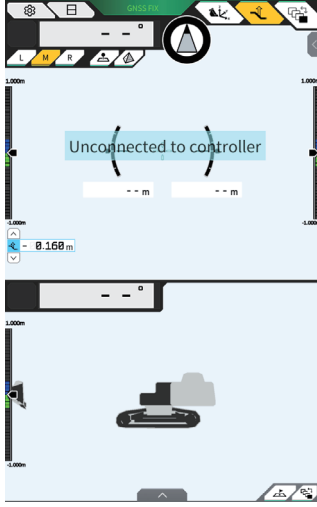 GNSS FIX
- - °
L M R
1.000m 1.000m
Unconnected to controller
- - m - - m
-1.000m -1.000m
- 0.160 m
- - °
1.000m
-1.000m